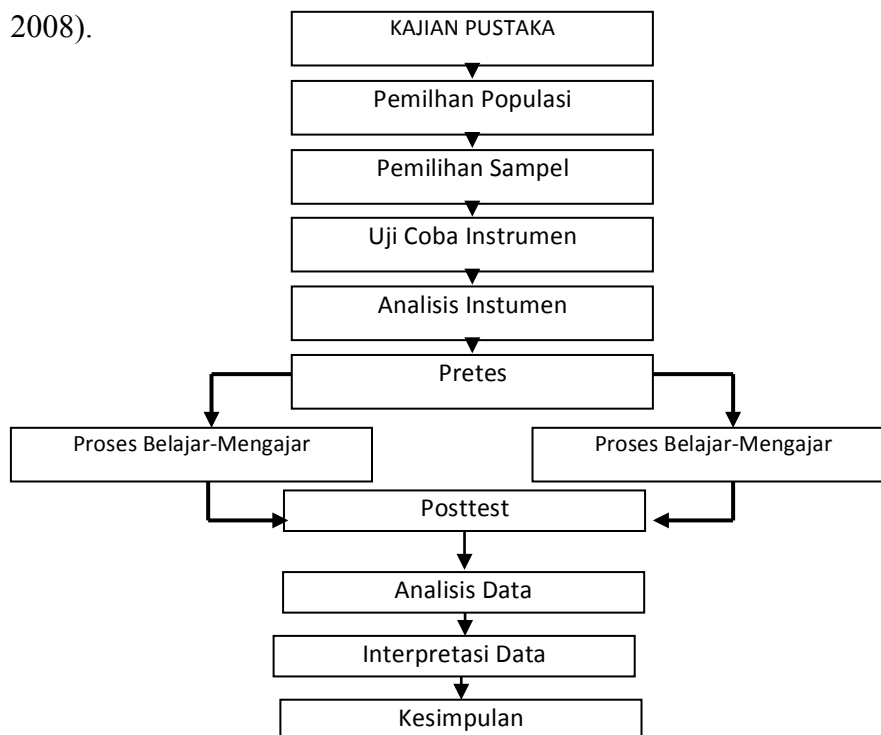 2008).
KAJIAN PUSTAKA
Pemilhan Populasi
Pemilihan Sampel
Uji Coba Instrumen
Analisis Instumen
Pretes
Proses Belajar-Mengajar
Proses Belajar-Mengajar
Posttest
Analisis Data
Interpretasi Data
Kesimpulan